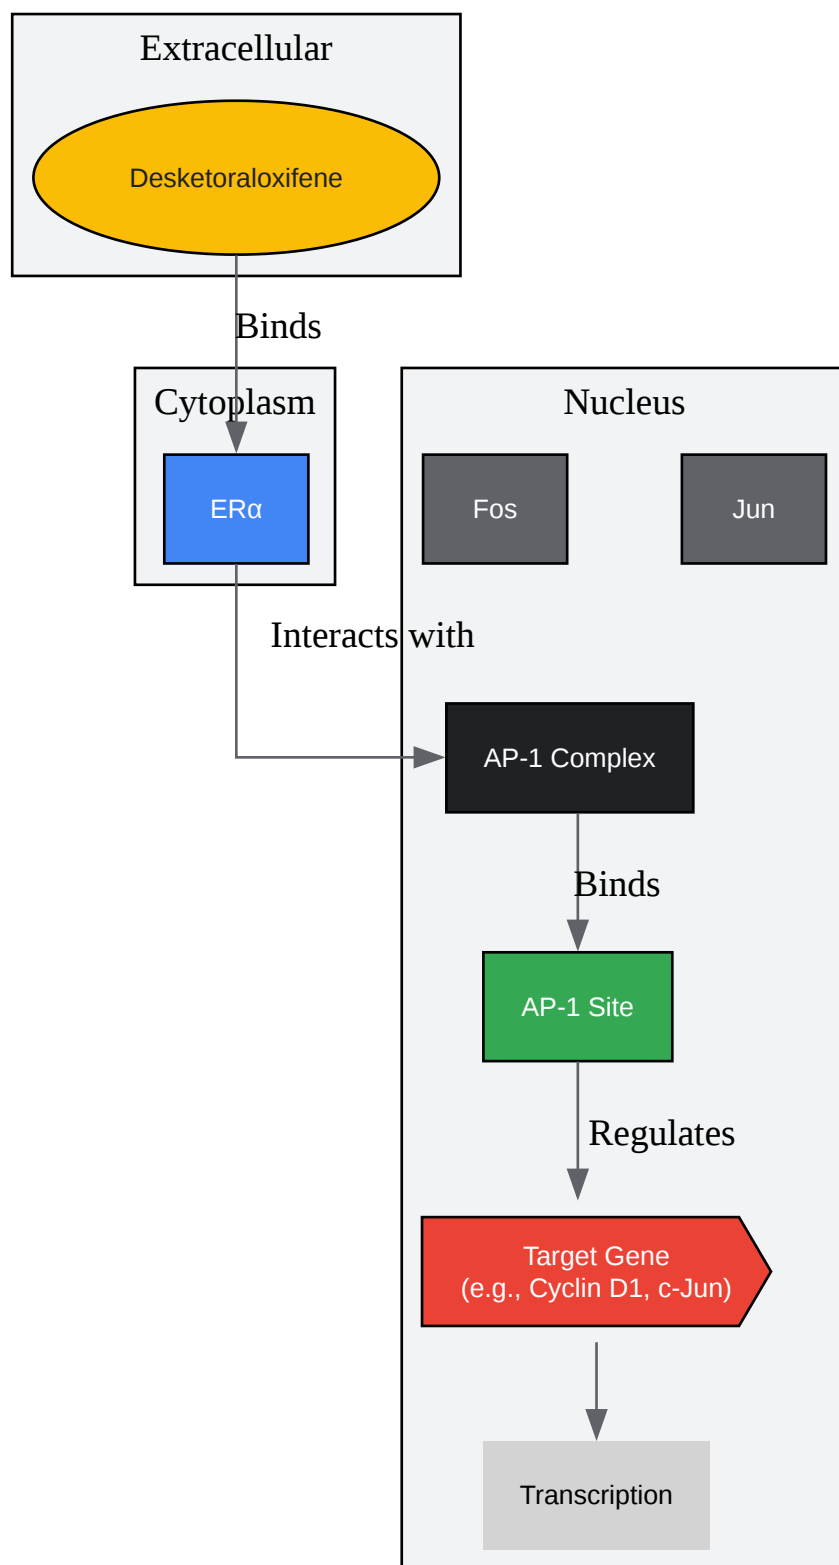 Extracellular
Desketoraloxifene
Binds
Cytoplasm
Nucleus
ERα
Fos
Jun
Interacts with
AP-1 Complex
Binds
AP-1 Site
Regulates
Target Gene
(e.g., Cyclin D1, c-Jun)
Transcription